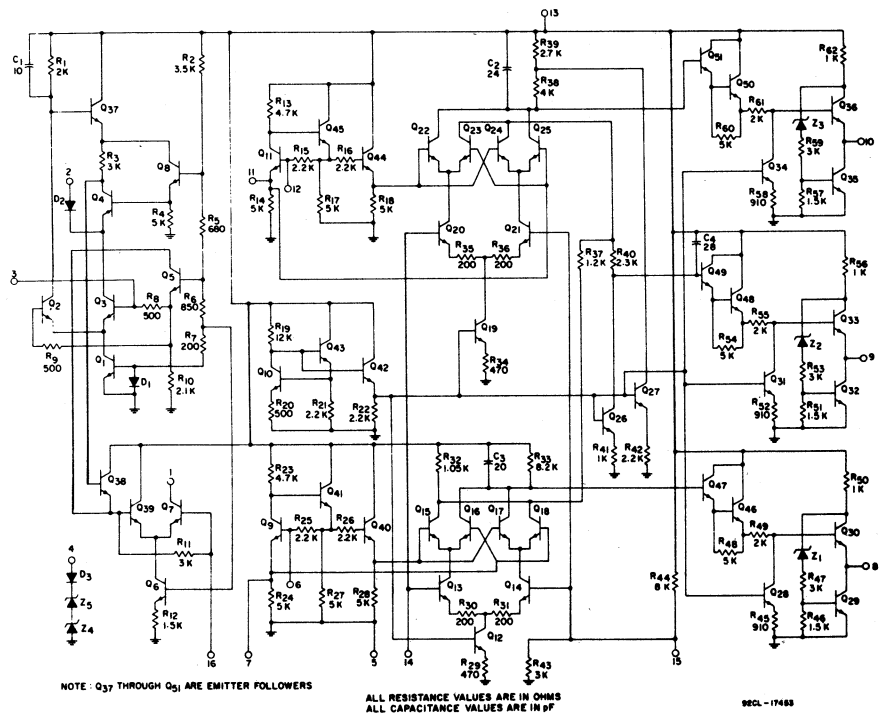 13
C1
10
R1
2K
R2
3.5K
Q37
R3
3K
Q8
2
D2
Q4
R4
5K
R5
680
3
Q2
Q3
R8
500
Q5
R6
850
R7
200
R9
500
Q1
D1
R10
2.1K
Q38
Q39
1
Q7
R11
3K
4
D3
Z5
Z4
Q6
R12
1.5K
16
R13
4.7K
Q45
Q11
R15
2.2K
R16
2.2K
Q44
11
12
R14
5K
R17
5K
R18
5K
R19
12K
Q43
Q10
Q42
R20
500
R21
2.2K
R22
2.2K
R23
4.7K
Q41
Q9
R25
2.2K
R26
2.2K
Q40
6
R24
5K
R27
5K
R28
5K
7
5
14
C2
24
R39
2.7K
R38
4K
Q22
Q23
Q24
Q25
Q20
Q21
R35
200
R36
200
R37
1.2K
R40
2.3K
Q19
R34
470
Q27
Q26
R41
1K
R42
2.2K
R32
1.05K
C3
20
R33
8.2K
Q15
Q16
Q17
Q18
Q13
Q14
R30
200
R31
200
Q12
R29
470
R43
3K
R44
8K
15
Q51
Q50
R60
5K
R61
2K
R62
1K
Z3
R59
3K
Q36
10
Q34
R58
910
R57
1.5K
Q35
C4
28
Q49
Q48
R54
5K
R55
2K
R56
1K
Z2
R53
3K
Q33
9
Q31
R52
910
R51
1.5K
Q32
Q47
Q46
R48
5K
R49
2K
R50
1K
Z1
R47
3K
Q30
8
Q28
R45
910
R46
1.5K
Q29
NOTE : Q37 THROUGH Q51 ARE EMITTER FOLLOWERS
ALL RESISTANCE VALUES ARE IN OHMS
ALL CAPACITANCE VALUES ARE IN pF
92CL-17453